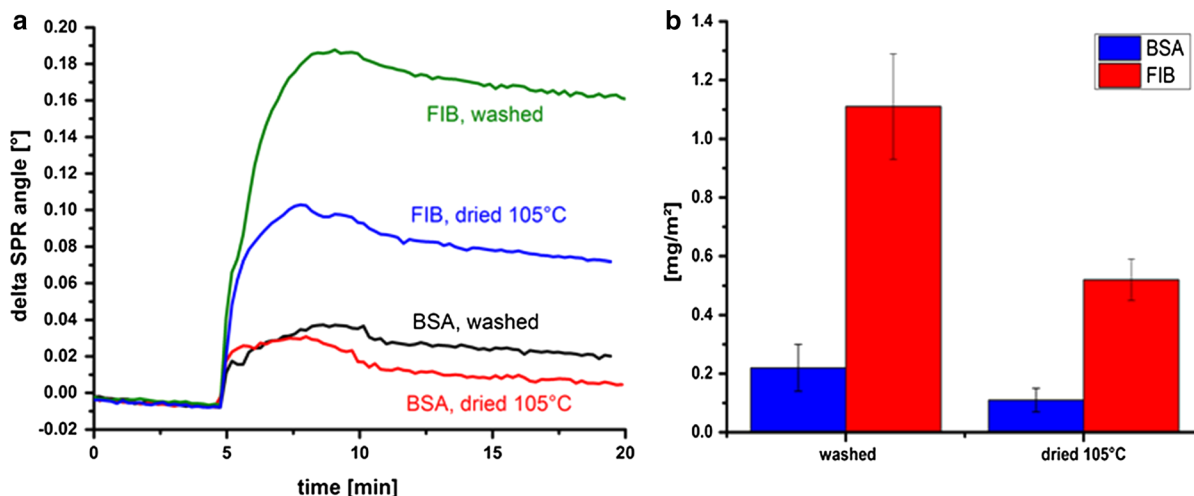 a
0.20
0.18
0.16
0.14
0.12
0.10
0.08
0.06
0.04
0.02
0.00
-0.02
delta SPR angle [°]
FIB, washed
FIB, dried 105°C
BSA, washed
BSA, dried 105°C
0 5 10 15 20
time [min]
b
1.4
1.2
1.0
0.8
0.6
0.4
0.2
0.0
[mg/m²]
BSA
FIB
washed dried 105°C